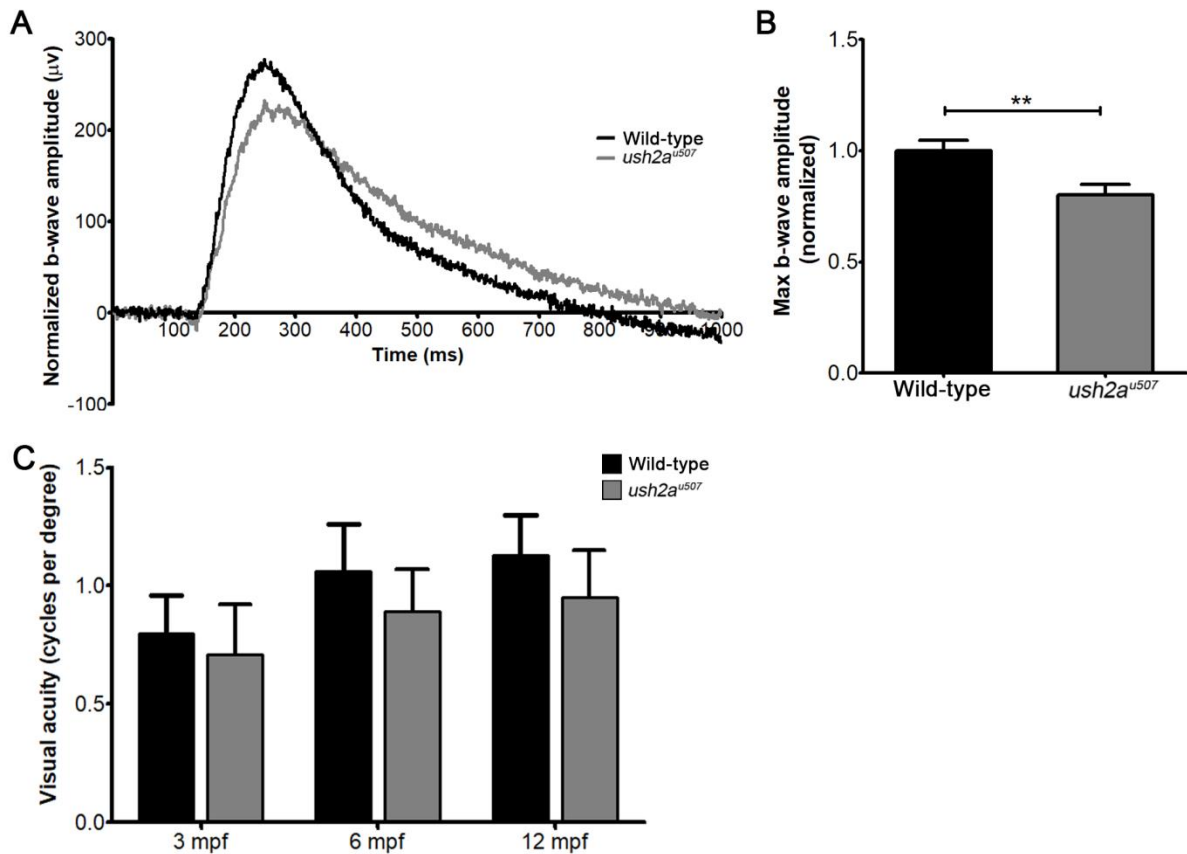 A
Normalized b-wave amplitude (μv)
300
200
100
0
-100
100 200 300 400 500 600 700 800 900 1000
Time (ms)
Wild-type
ush2a^u507
B
Max b-wave amplitude
(normalized)
1.5
1.0
0.5
0.0
**
Wild-type
ush2a^u507
C
Visual acuity (cycles per degree)
1.5
1.0
0.5
0.0
3 mpf 6 mpf 12 mpf
Wild-type
ush2a^u507